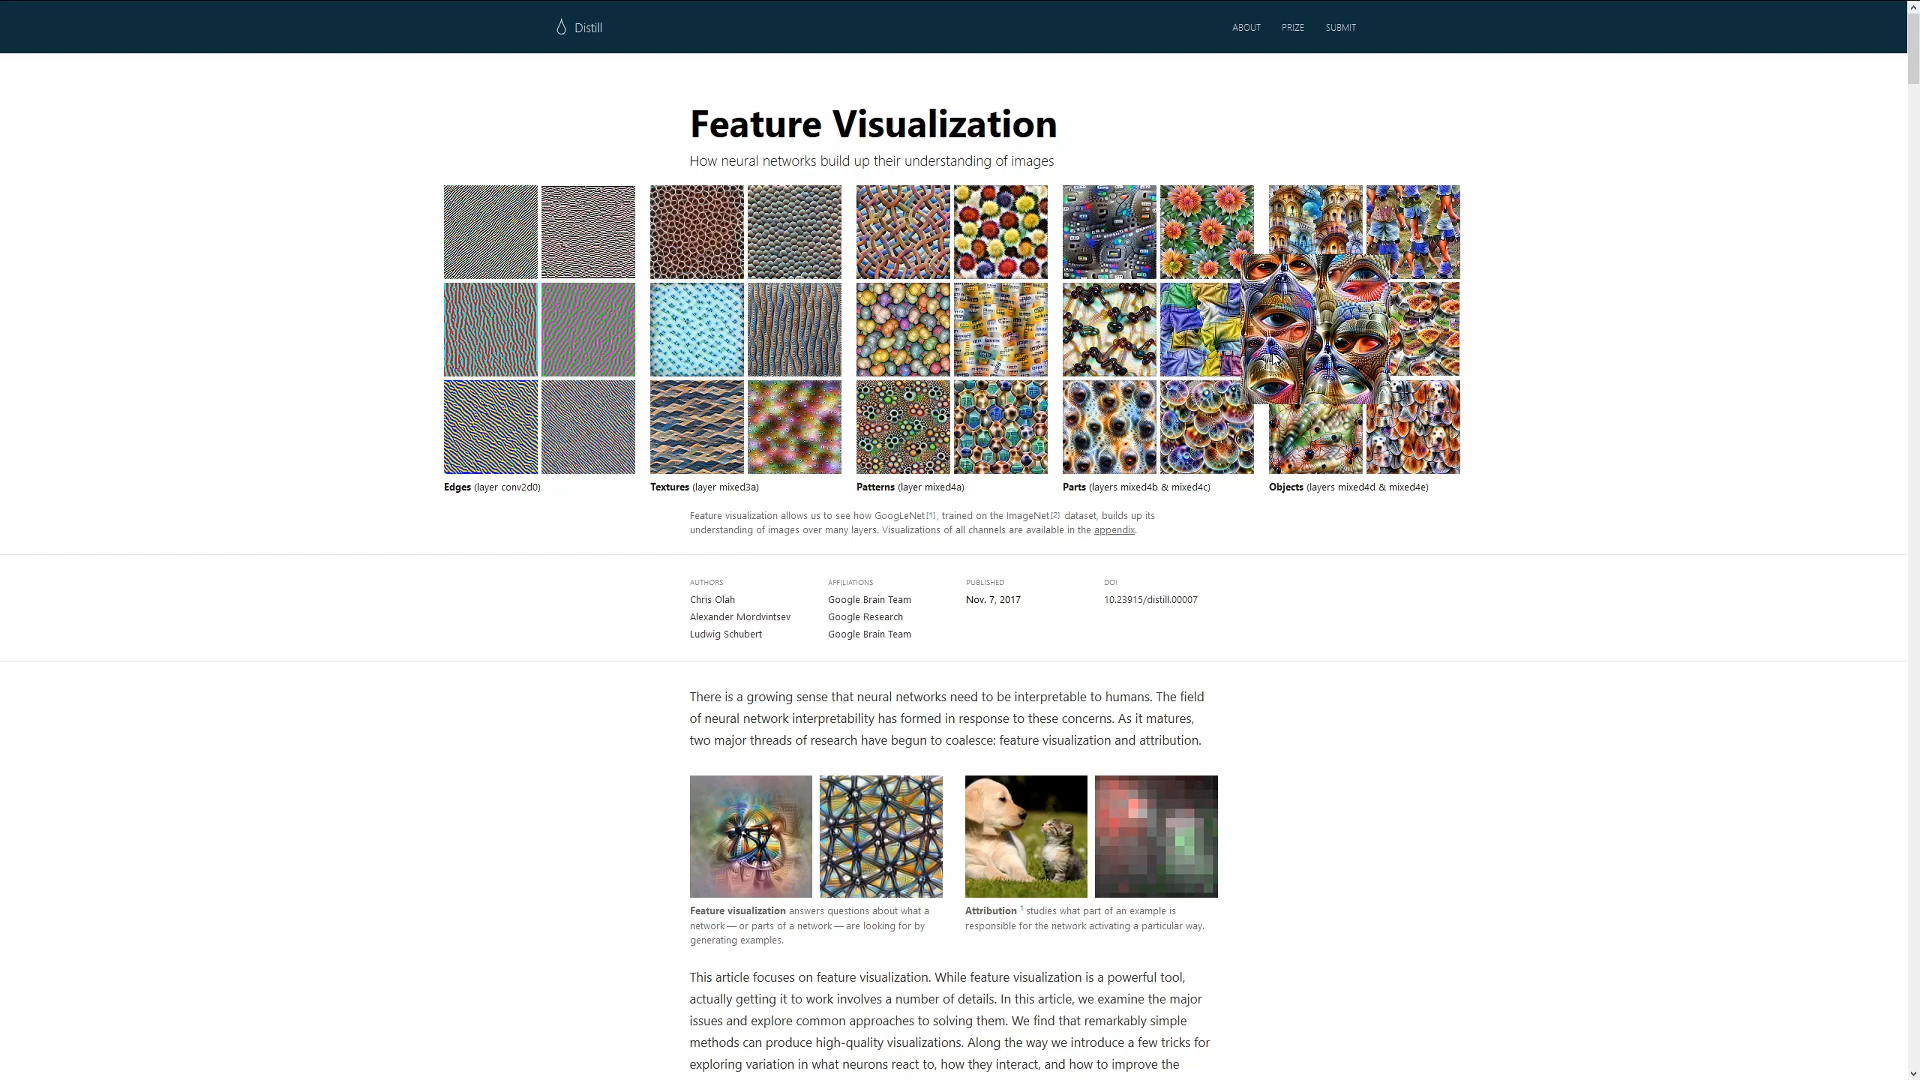 Distill
ABOUT PRIZE SUBMIT
Feature Visualization
How neural networks build up their understanding of images
Edges (layer conv2d0)
Textures (layer mixed3a)
Patterns (layer mixed4a)
Parts (layers mixed4b & mixed4c)
Objects (layers mixed4d & mixed4e)
Feature visualization allows us to see how GoogLeNet[1], trained on the ImageNet[2] dataset, builds up its
understanding of images over many layers. Visualizations of all channels are available in the appendix.
AUTHORS
Chris Olah
Alexander Mordvintsev
Ludwig Schubert
AFFILIATIONS
Google Brain Team
Google Research
Google Brain Team
PUBLISHED
Nov. 7, 2017
DOI
10.23915/distill.00007
There is a growing sense that neural networks need to be interpretable to humans. The field
of neural network interpretability has formed in response to these concerns. As it matures,
two major threads of research have begun to coalesce: feature visualization and attribution.
Feature visualization answers questions about what a
network — or parts of a network — are looking for by
generating examples.
Attribution 1 studies what part of an example is
responsible for the network activating a particular way.
This article focuses on feature visualization. While feature visualization is a powerful tool,
actually getting it to work involves a number of details. In this article, we examine the major
issues and explore common approaches to solving them. We find that remarkably simple
methods can produce high-quality visualizations. Along the way we introduce a few tricks for
exploring variation in what neurons react to, how they interact, and how to improve the